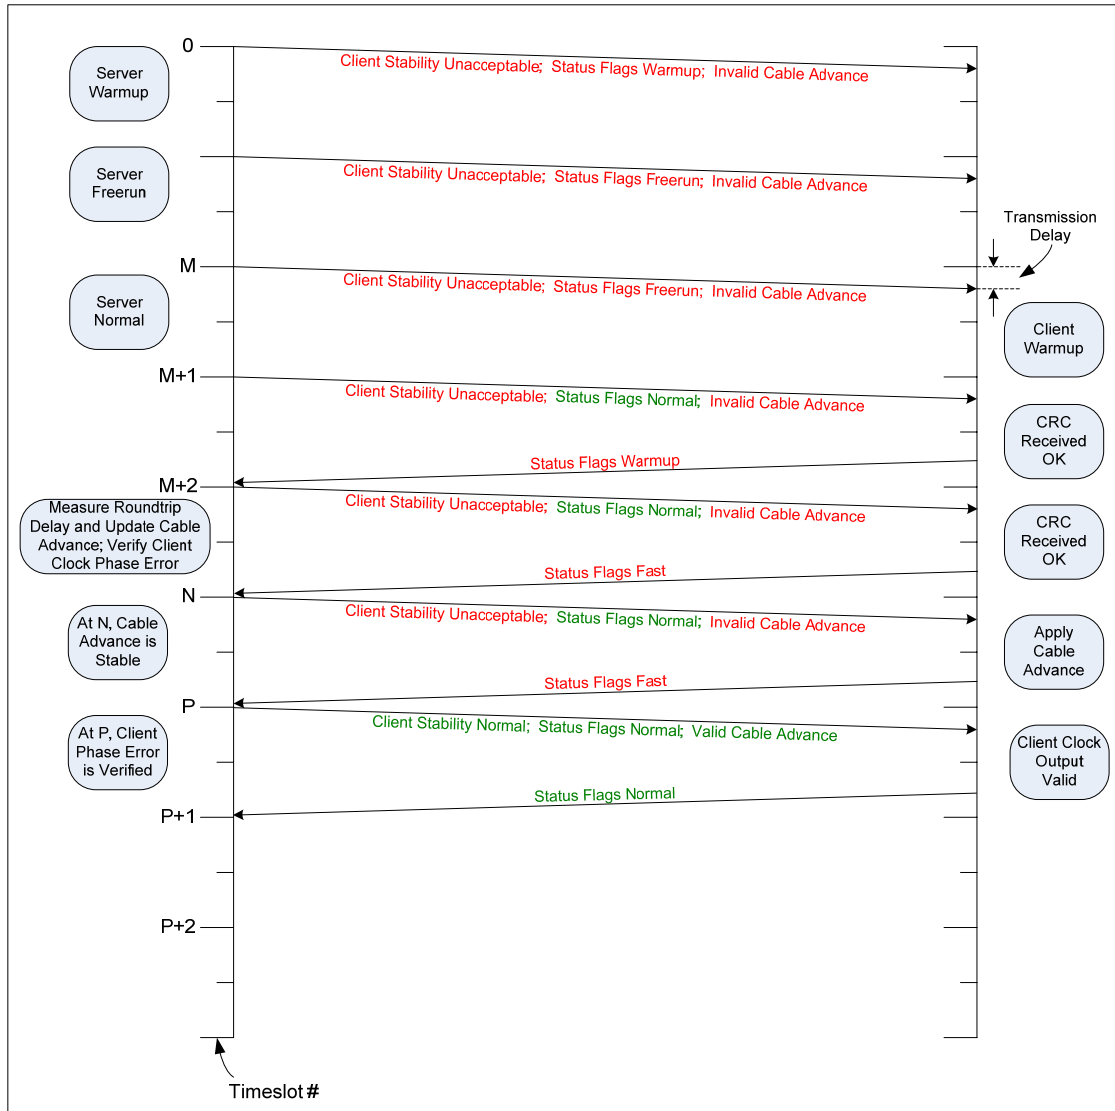 0
Server
Warmup
Client Stability Unacceptable;  Status Flags Warmup;  Invalid Cable Advance
Server
Freerun
Client Stability Unacceptable;  Status Flags Freerun;  Invalid Cable Advance
Transmission
Delay
M
Server
Normal
Client Stability Unacceptable;  Status Flags Freerun;  Invalid Cable Advance
Client
Warmup
M+1
Client Stability Unacceptable;  Status Flags Normal;  Invalid Cable Advance
CRC
Received
OK
Status Flags Warmup
M+2
Measure Roundtrip
Delay and Update Cable
Advance; Verify Client
Clock Phase Error
Client Stability Unacceptable;  Status Flags Normal;  Invalid Cable Advance
CRC
Received
OK
Status Flags Fast
N
At N, Cable
Advance is
Stable
Client Stability Unacceptable;  Status Flags Normal;  Invalid Cable Advance
Apply
Cable
Advance
Status Flags Fast
P
At P, Client
Phase Error
is Verified
Client Stability Normal;  Status Flags Normal;  Valid Cable Advance
Client Clock
Output
Valid
Status Flags Normal
P+1
P+2
Timeslot #